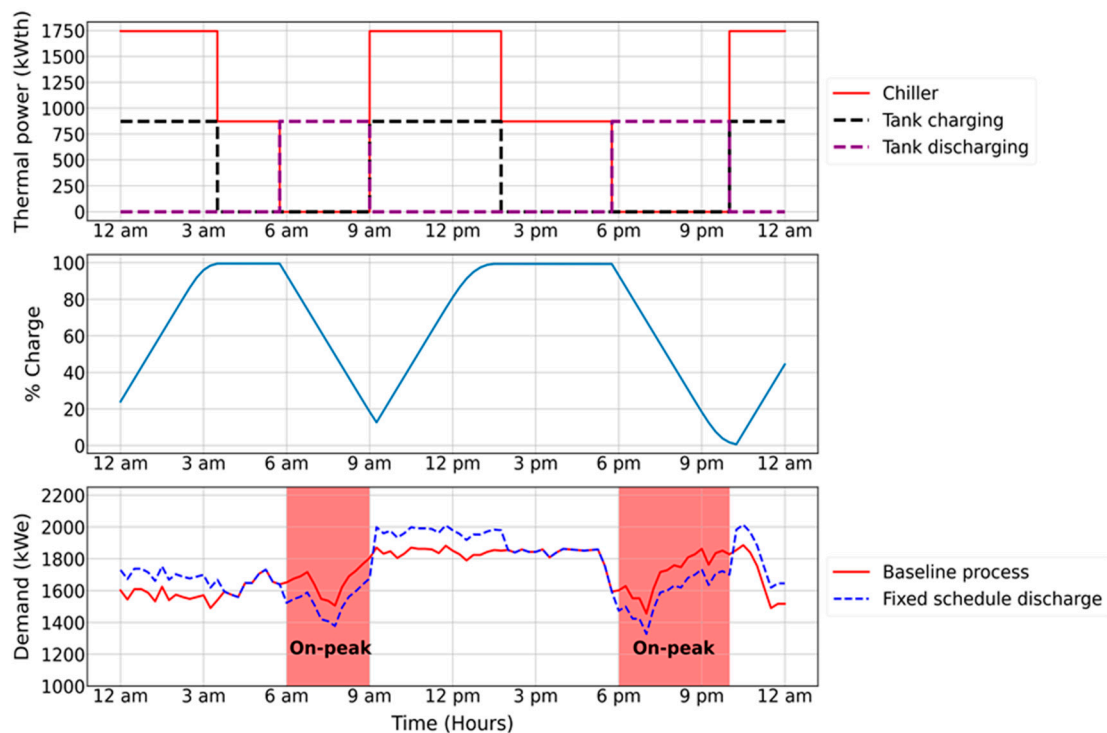 Thermal power (kWth)
1750
1500
1250
1000
750
500
250
0
12 am 3 am 6 am 9 am 12 pm 3 pm 6 pm 9 pm 12 am
Chiller
Tank charging
Tank discharging
% Charge
100
80
60
40
20
0
12 am 3 am 6 am 9 am 12 pm 3 pm 6 pm 9 pm 12 am
Demand (kWe)
2200
2000
1800
1600
1400
1200
1000
On-peak On-peak
12 am 3 am 6 am 9 am 12 pm 3 pm 6 pm 9 pm 12 am
Time (Hours)
Baseline process
Fixed schedule discharge